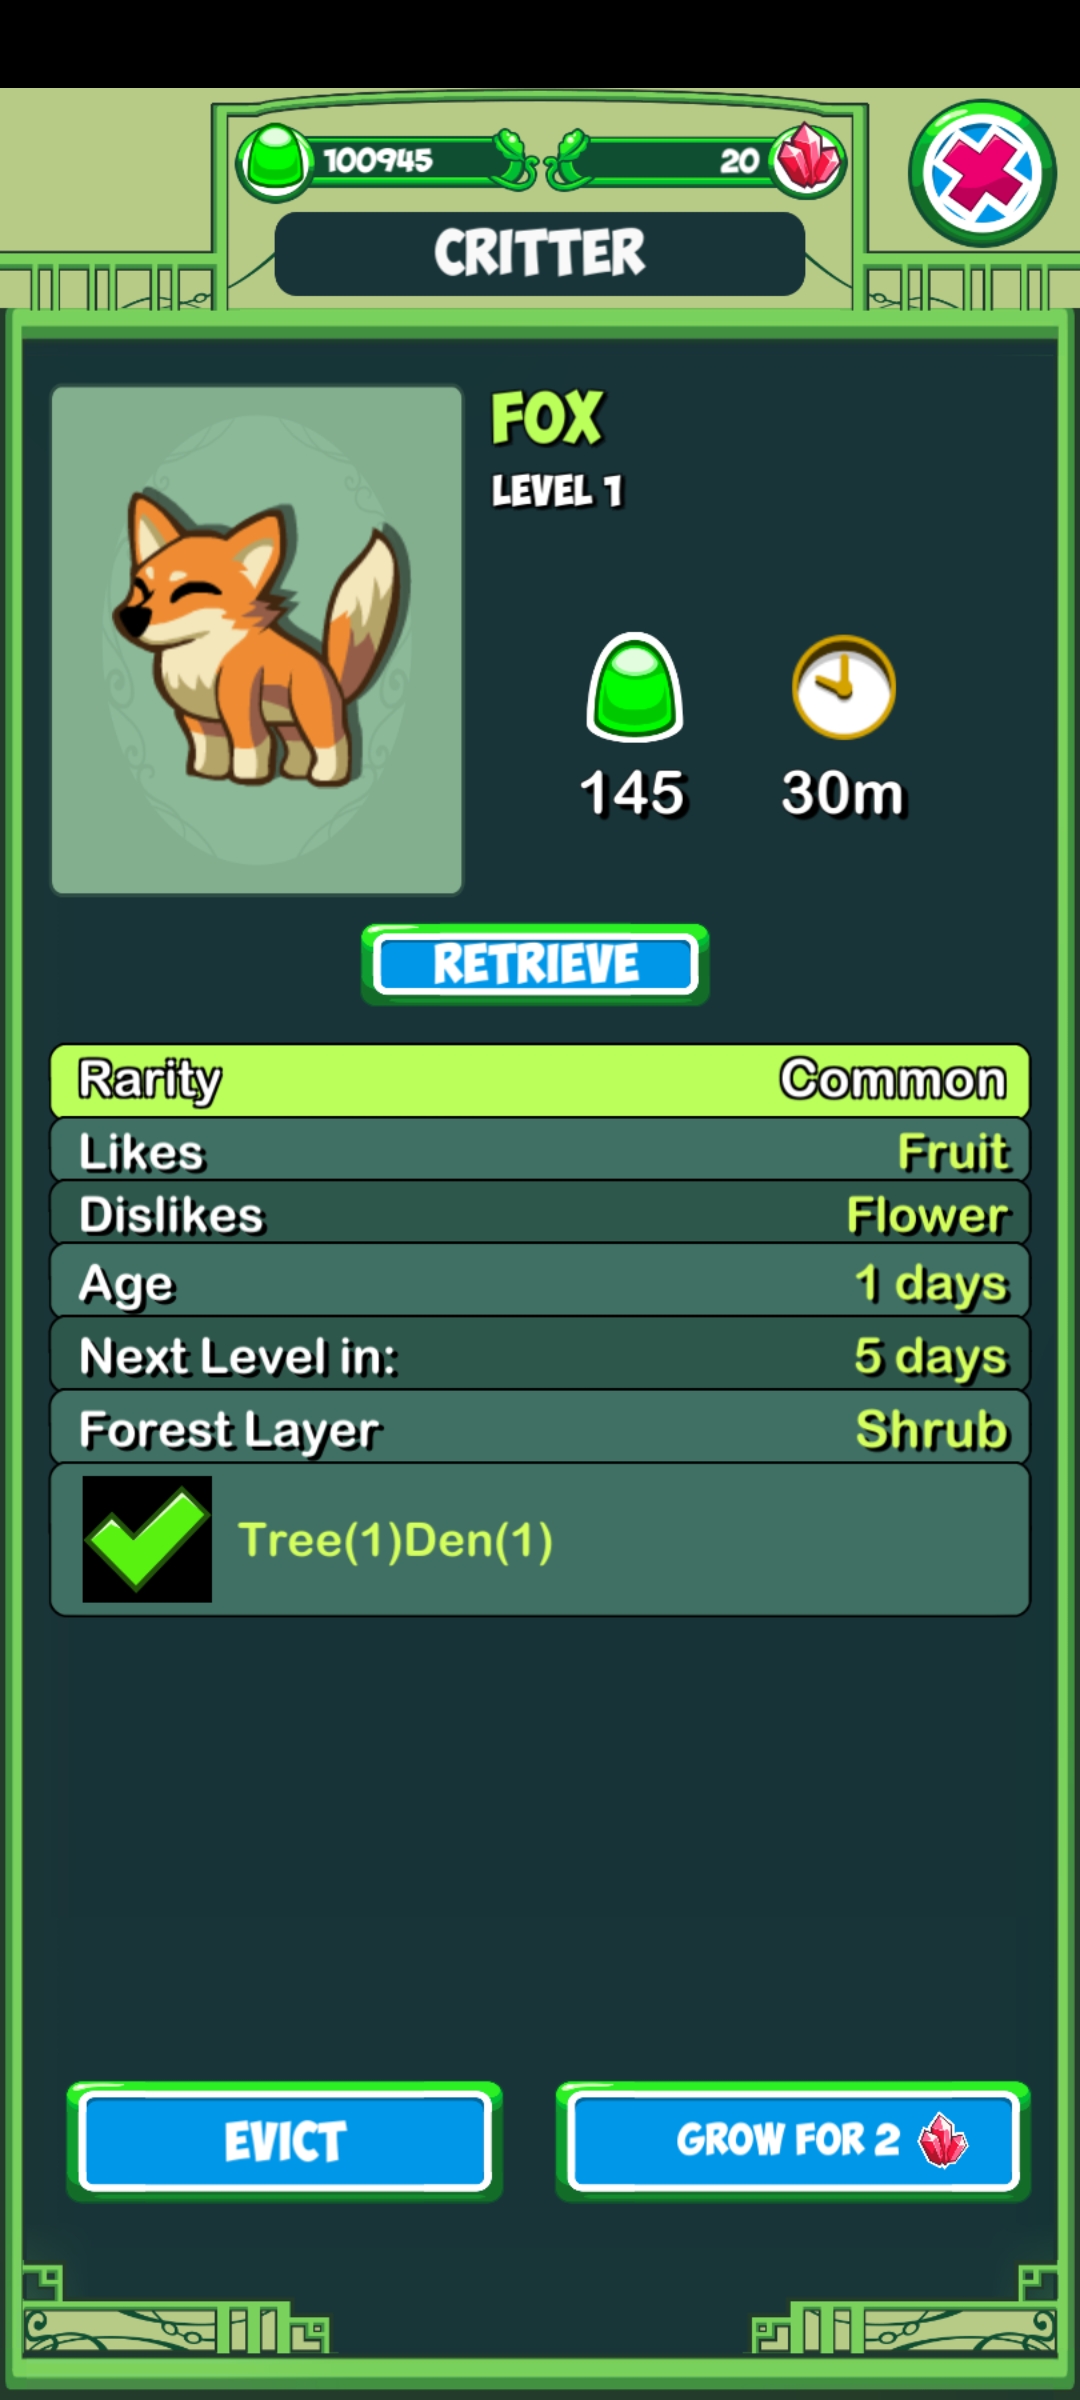 100945
20
CRITTER
FOX
LEVEL 1
145
30m
RETRIEVE
Rarity Common
Likes Fruit
Dislikes Flower
Age 1 days
Next Level in: 5 days
Forest Layer Shrub
Tree(1)Den(1)
EVICT
GROW FOR 2